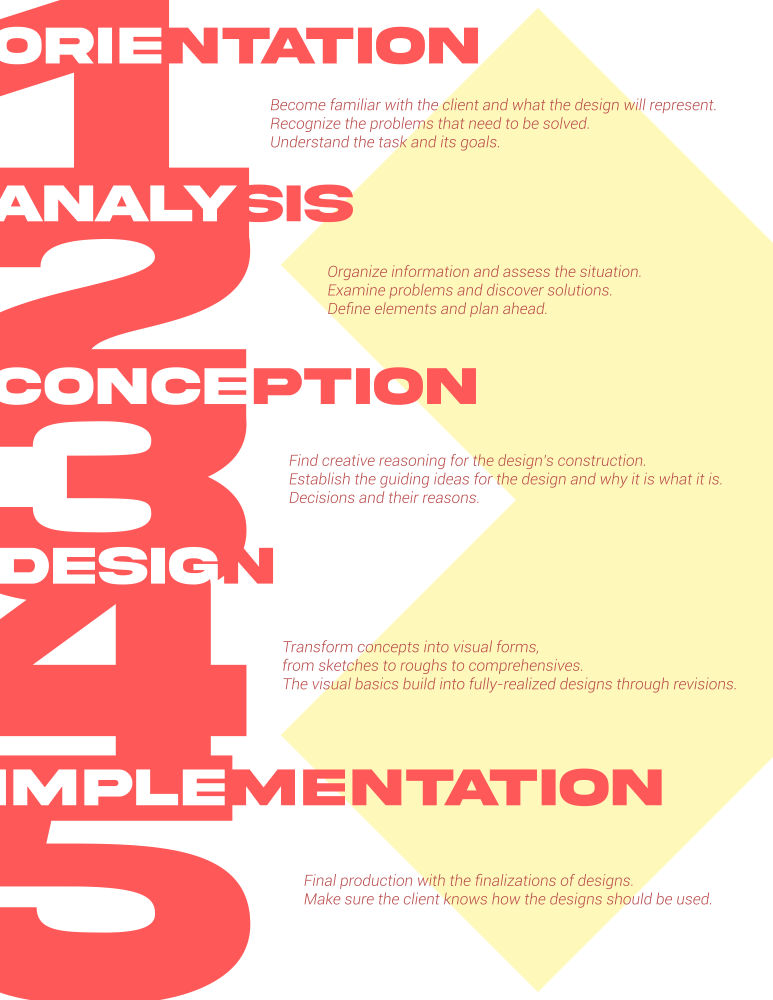 1
ORIENTATION
Become familiar with the client and what the design will represent.
Recognize the problems that need to be solved.
Understand the task and its goals.
2
ANALYSIS
Organize information and assess the situation.
Examine problems and discover solutions.
Define elements and plan ahead.
3
CONCEPTION
Find creative reasoning for the design's construction.
Establish the guiding ideas for the design and why it is what it is.
Decisions and their reasons.
4
DESIGN
Transform concepts into visual forms,
from sketches to roughs to comprehensives.
The visual basics build into fully-realized designs through revisions.
5
IMPLEMENTATION
Final production with the finalizations of designs.
Make sure the client knows how the designs should be used.